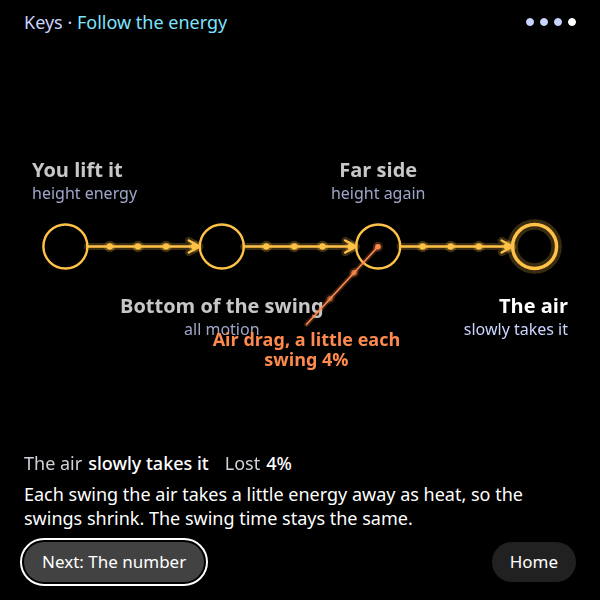 Keys · Follow the energy
You lift it
height energy
Far side
height again
Bottom of the swing
all motion
The air
slowly takes it
Air drag, a little each
swing 4%
The air slowly takes it Lost 4%
Each swing the air takes a little energy away as heat, so the
swings shrink. The swing time stays the same.
Next: The number
Home